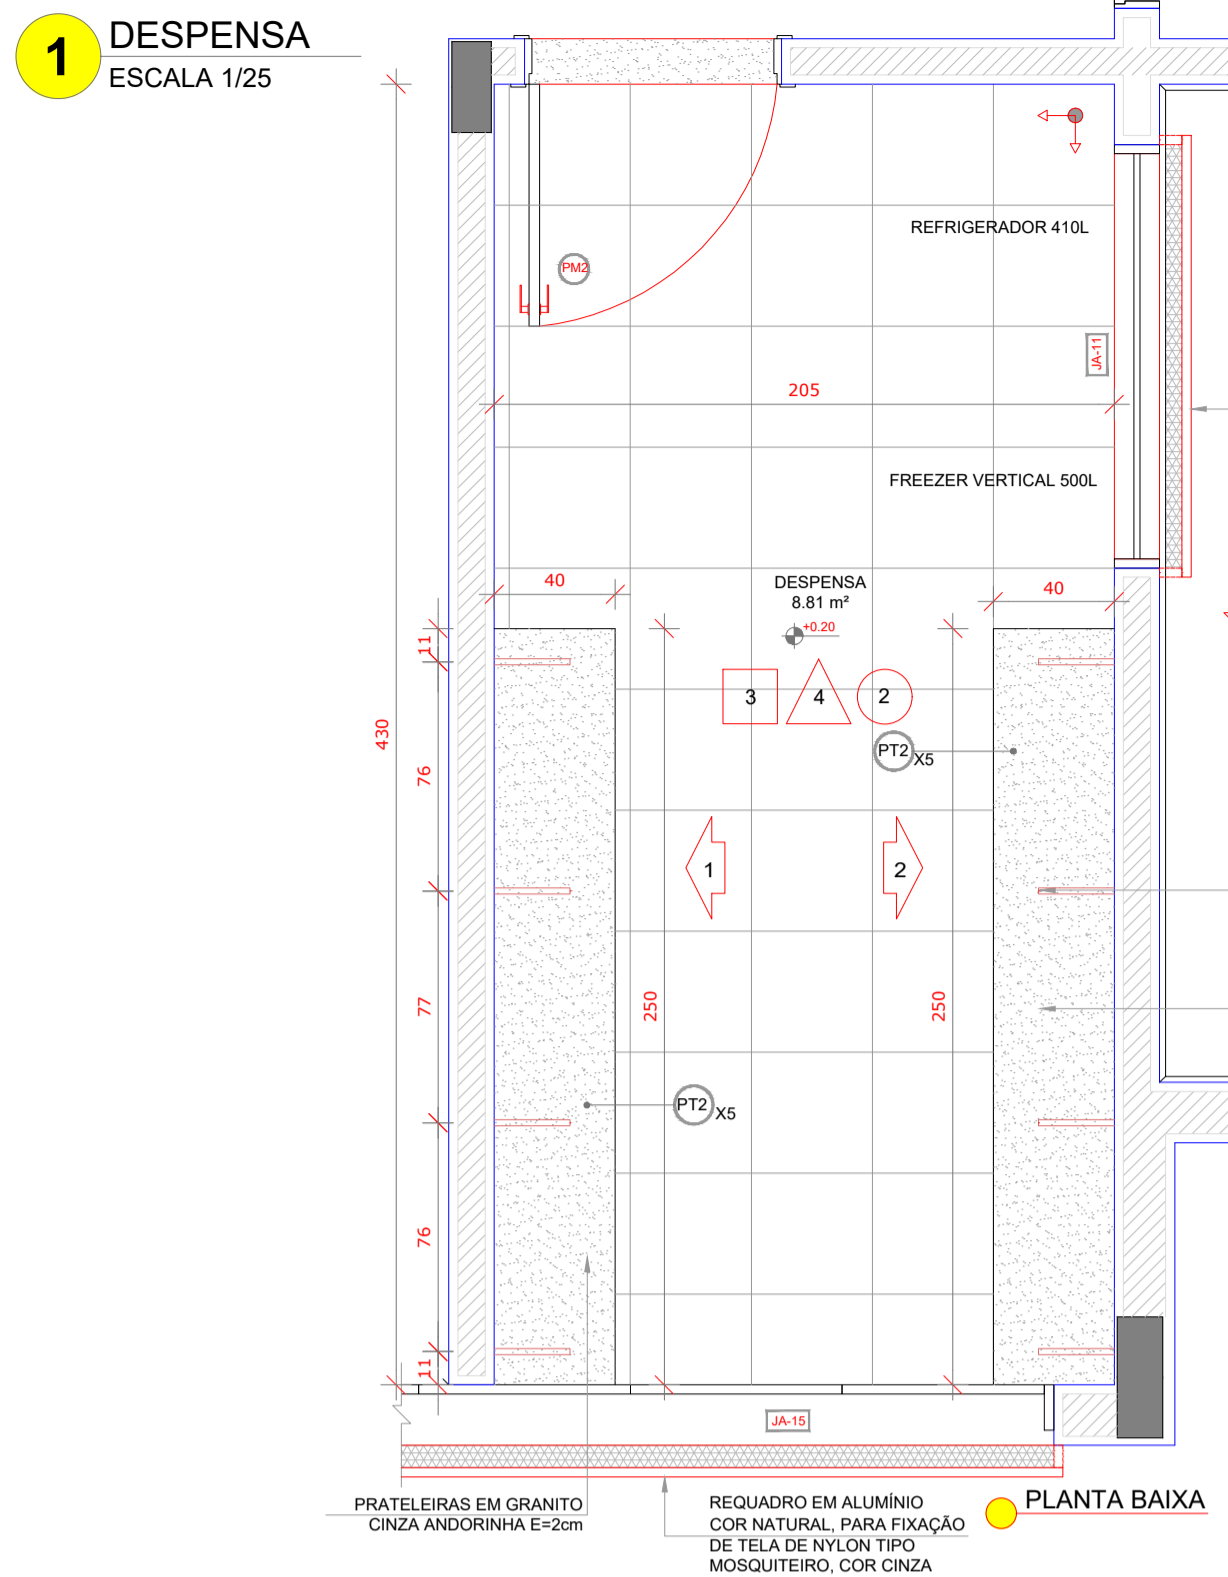 1
DESPENSA
ESCALA 1/25
REFRIGERADOR 410L
PM2
JA-11
205
FREEZER VERTICAL 500L
40
DESPENSA
8.81 m²
+0.20
40
11
3
4
2
430
PT2
X5
76
1
2
77
250
250
PT2
X5
76
11
JA-15
PRATELEIRAS EM GRANITO
CINZA ANDORINHA E=2cm
REQUADRO EM ALUMÍNIO
COR NATURAL, PARA FIXAÇÃO
DE TELA DE NYLON TIPO
MOSQUITEIRO, COR CINZA
PLANTA BAIXA